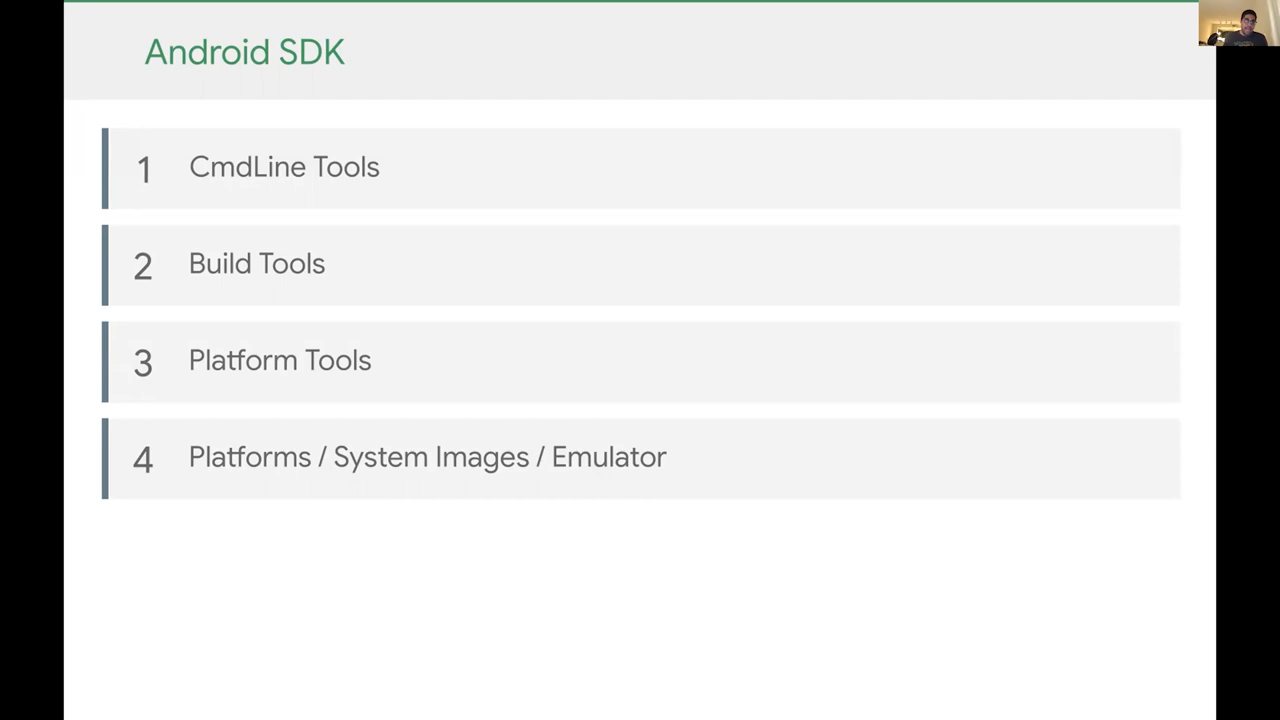 Android SDK
1 CmdLine Tools
2 Build Tools
3 Platform Tools
4 Platforms / System Images / Emulator